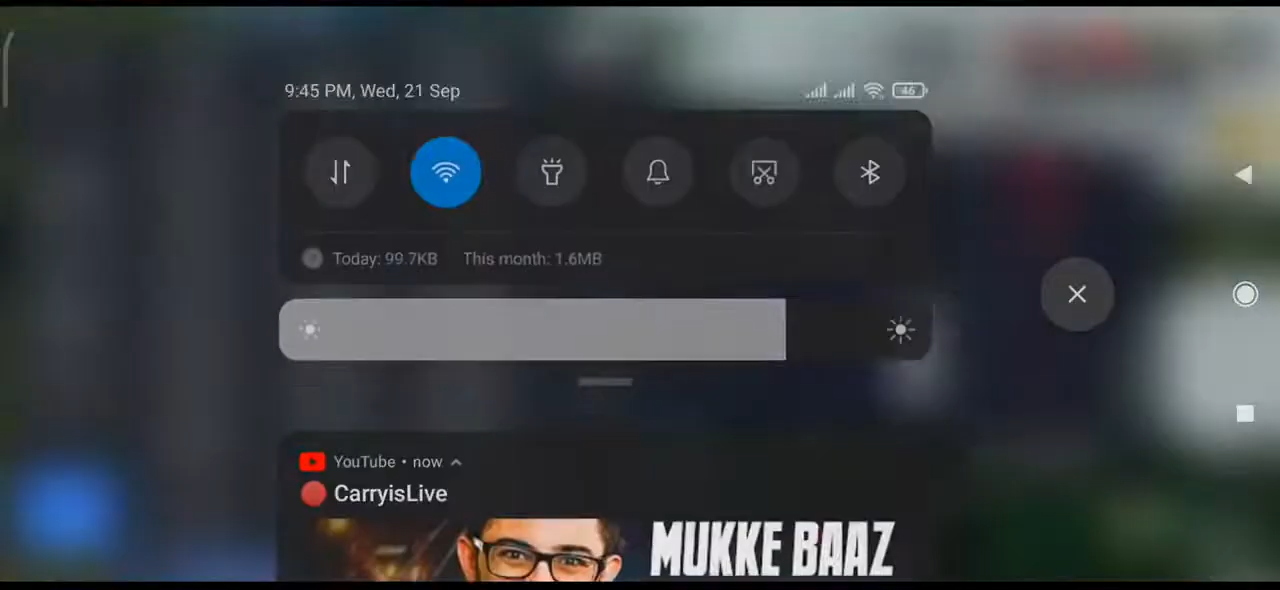 9:45 PM, Wed, 21 Sep
46
Today: 99.7KB This month: 1.6MB
YouTube • now
CarryisLive
MUKKE BAAZ